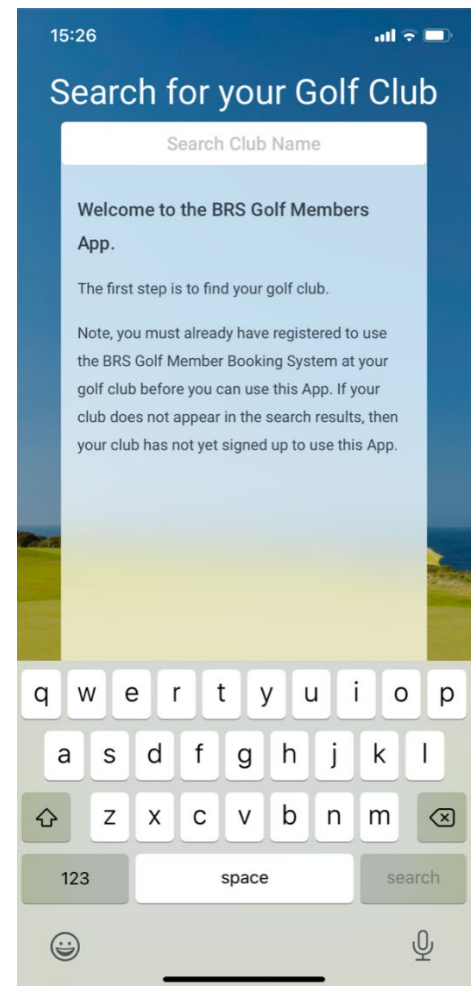 15:26
Search for your Golf Club
Search Club Name
Welcome to the BRS Golf Members
App.
The first step is to find your golf club.
Note, you must already have registered to use
the BRS Golf Member Booking System at your
golf club before you can use this App. If your
club does not appear in the search results, then
your club has not yet signed up to use this App.
q w e r t y u i o p
a s d f g h j k l
z x c v b n m
123 space search